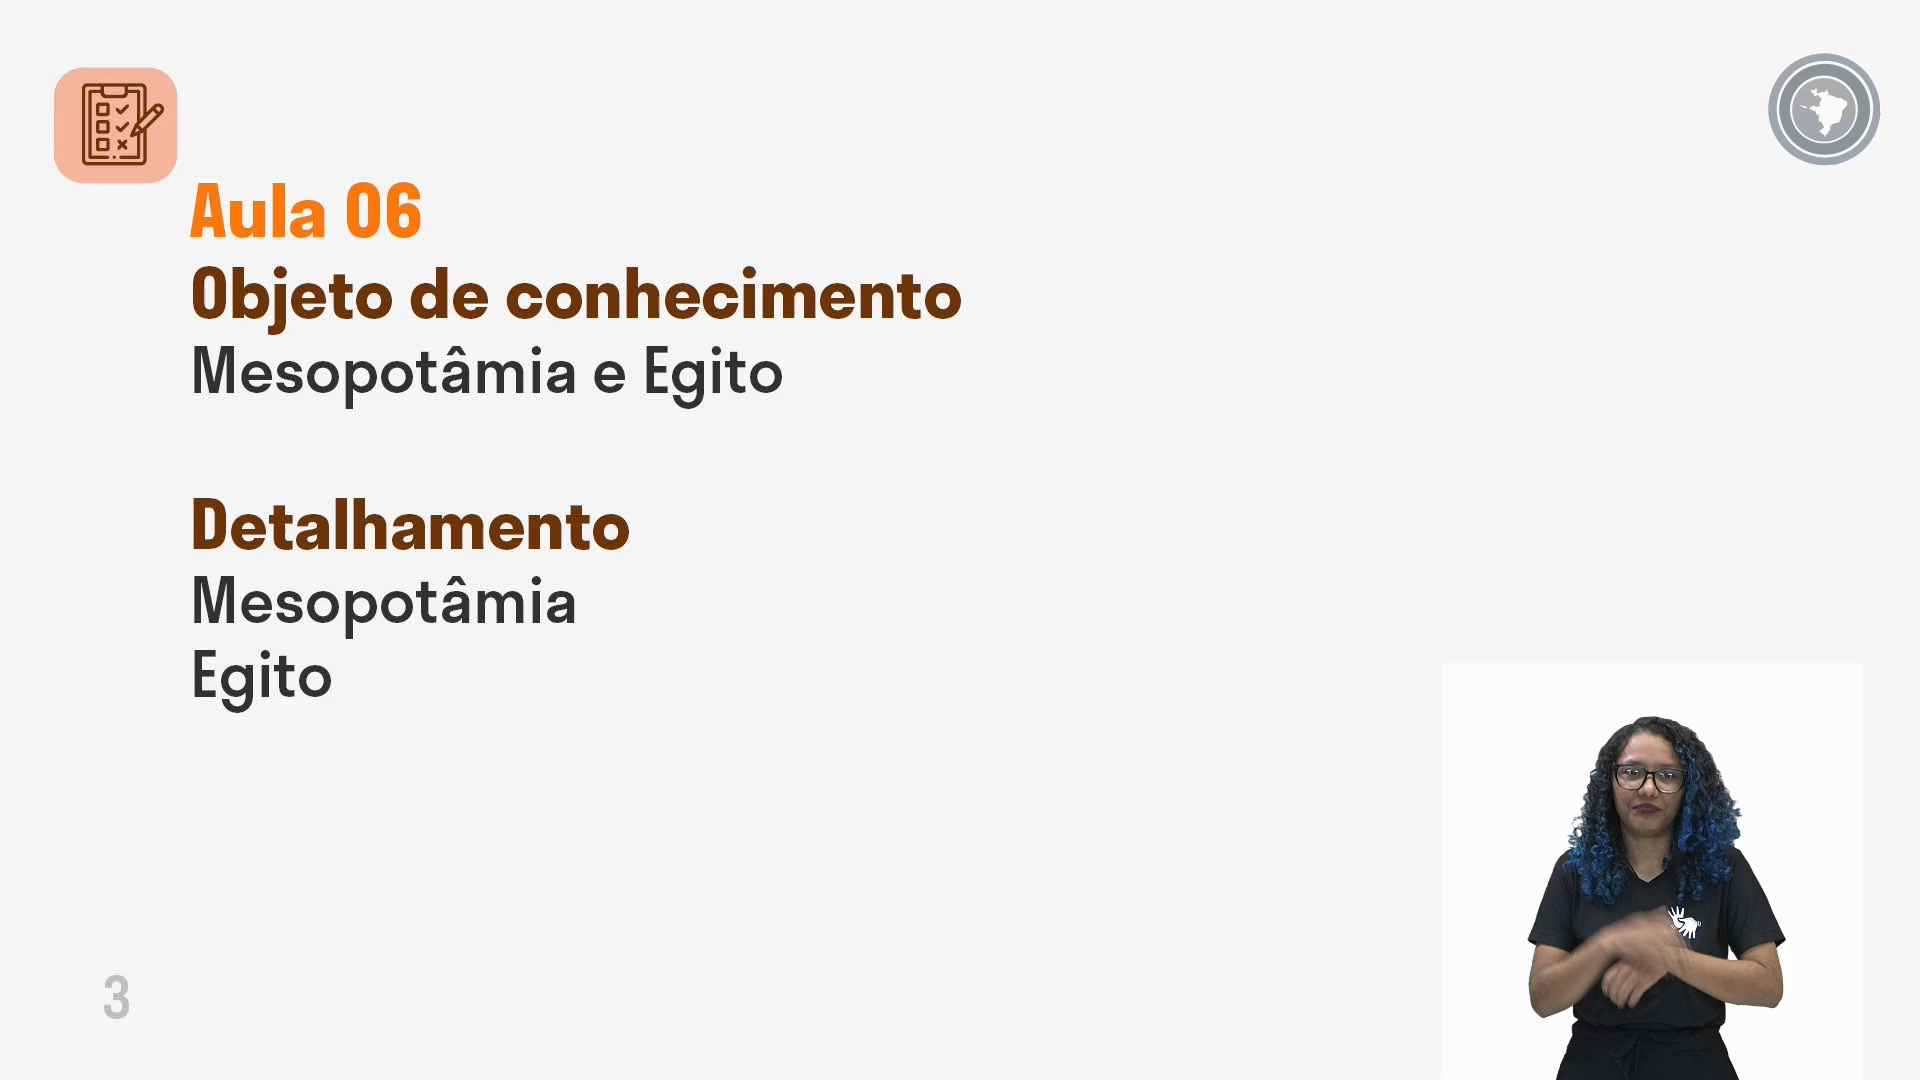 Aula 06
Objeto de conhecimento
Mesopotâmia e Egito
Detalhamento
Mesopotâmia
Egito
3